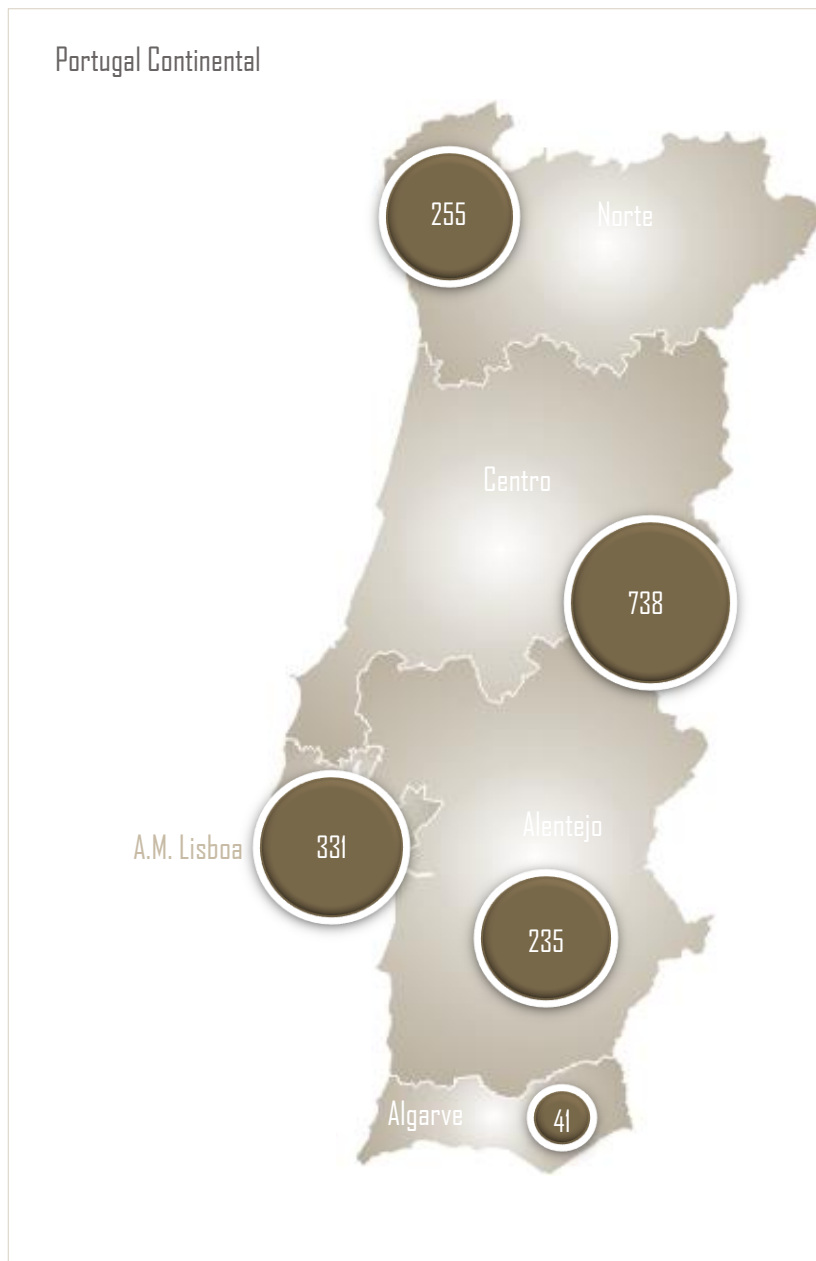 Portugal Continental
255
Norte
Centro
738
Alentejo
A.M. Lisboa
331
235
Algarve
41